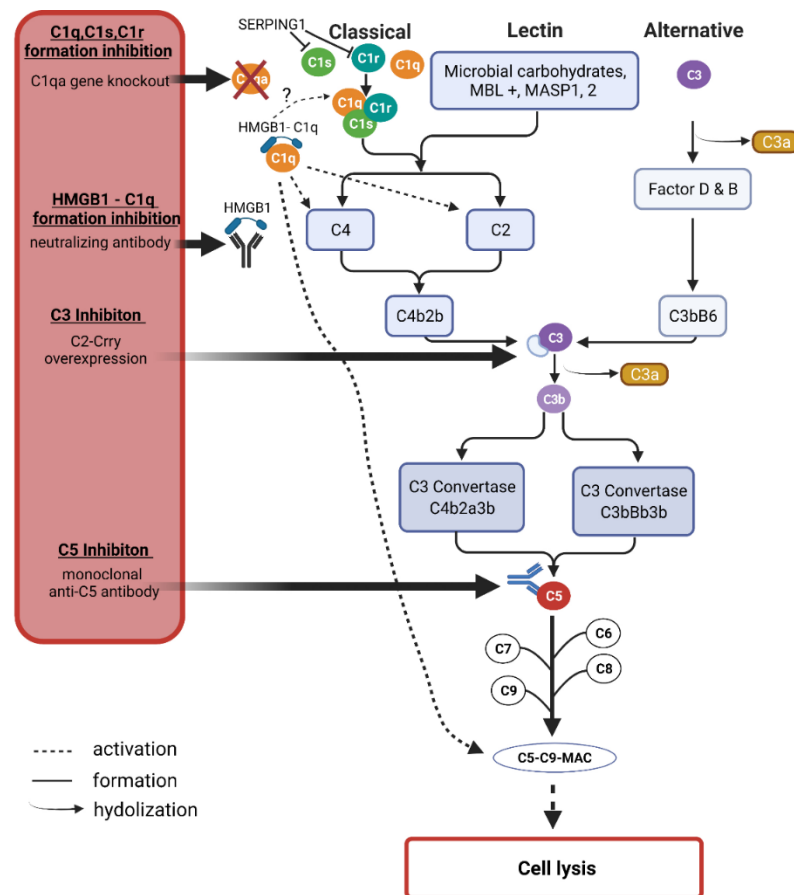 C1q,C1s,C1r
formation inhibition
C1qa gene knockout
HMGB1 - C1q
formation inhibition
neutralizing antibody
C3 Inhibiton
C2-Crry
overexpression
C5 Inhibiton
monoclonal
anti-C5 antibody
SERPING1
Classical
Lectin
Alternative
C1s
C1r
C1q
C1qa
?
C1q
C1r
C1s
HMGB1- C1q
C1q
HMGB1
Microbial carbohydrates,
MBL +, MASP1, 2
C3
C3a
Factor D & B
C4
C2
C4b2b
C3bB6
C3
C3a
C3b
C3 Convertase
C4b2a3b
C3 Convertase
C3bBb3b
C5
C6
C7
C8
C9
C5-C9-MAC
Cell lysis
activation
formation
hydolization